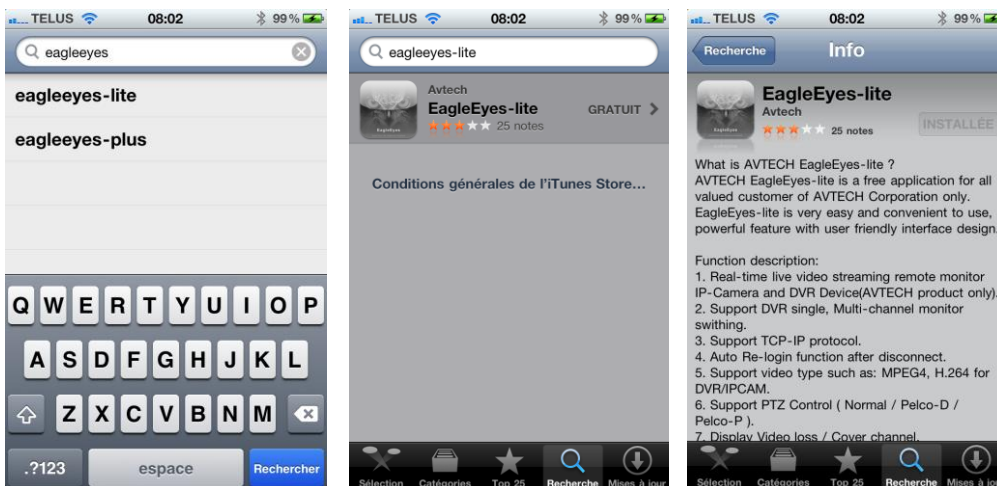 TELUS 08:02 99 %
eagleeyes
eagleeyes-lite
eagleeyes-plus
Q W E R T Y U I O P
A S D F G H J K L
Z X C V B N M
.?123 espace Rechercher
TELUS 08:02 99 %
eagleeyes-lite
Avtech
EagleEyes-lite GRATUIT
25 notes
Conditions générales de l'iTunes Store...
Sélection Catégories Top 25 Recherche Mises à jour
TELUS 08:02 99 %
Recherche Info
EagleEyes
EagleEyes-lite
Avtech
25 notes INSTALLÉE
What is AVTECH EagleEyes-lite ?
AVTECH EagleEyes-lite is a free application for all
valued customer of AVTECH Corporation only.
EagleEyes-lite is very easy and convenient to use,
powerful feature with user friendly interface design.
Function description:
1. Real-time live video streaming remote monitor
IP-Camera and DVR Device(AVTECH product only).
2. Support DVR single, Multi-channel monitor
swithing.
3. Support TCP-IP protocol.
4. Auto Re-login function after disconnect.
5. Support video type such as: MPEG4, H.264 for
DVR/IPCAM.
6. Support PTZ Control ( Normal / Pelco-D /
Pelco-P ).
7. Display Video loss / Cover channel.
Sélection Catégories Top 25 Recherche Mises à jour